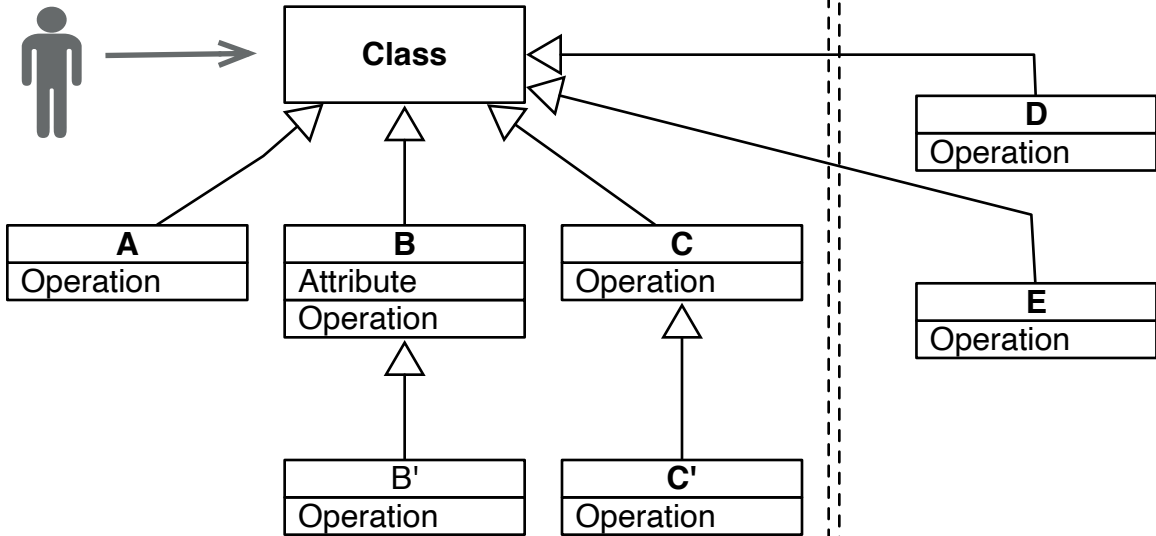 Class
D
Operation
A
Operation
B
Attribute
Operation
C
Operation
E
Operation
B'
Operation
C'
Operation